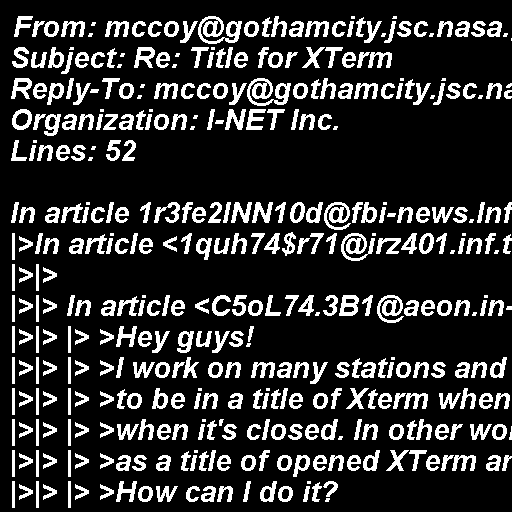 From: mccoy@gothamcity.jsc.nasa.
Subject: Re: Title for XTerm
Reply-To: mccoy@gothamcity.jsc.na
Organization: I-NET Inc.
Lines: 52

In article 1r3fe2INN10d@fbi-news.Inf
|>In article <1quh74$r71@irz401.inf.t
|>|>
|>|> In article <C5oL74.3B1@aeon.in-
|>|> |> >Hey guys!
|>|> |> >I work on many stations and
|>|> |> >to be in a title of Xterm when
|>|> |> >when it's closed. In other wo
|>|> |> >as a title of opened XTerm a
|>|> |> >How can I do it?